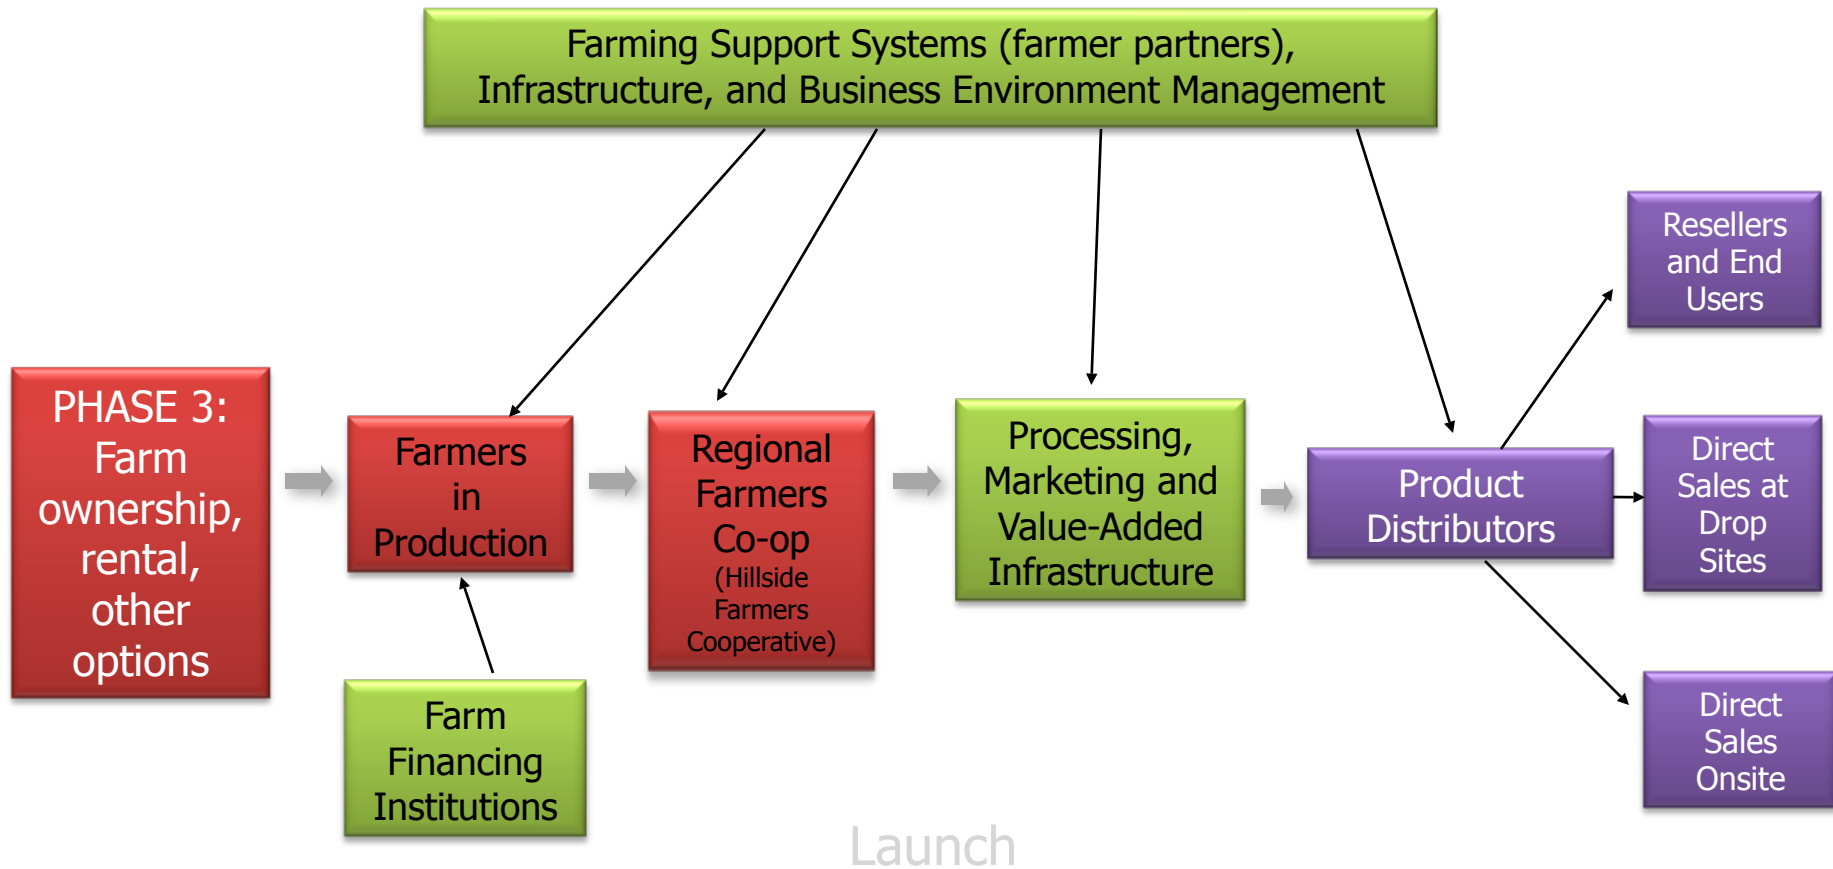 Farming Support Systems (farmer partners),
Infrastructure, and Business Environment Management
Resellers
and End
Users
PHASE 3:
Farm
ownership,
rental,
other
options
Farmers
in
Production
Regional
Farmers
Co-op
(Hillside
Farmers
Cooperative)
Processing,
Marketing and
Value-Added
Infrastructure
Product
Distributors
Direct
Sales at
Drop
Sites
Farm
Financing
Institutions
Direct
Sales
Onsite
Launch